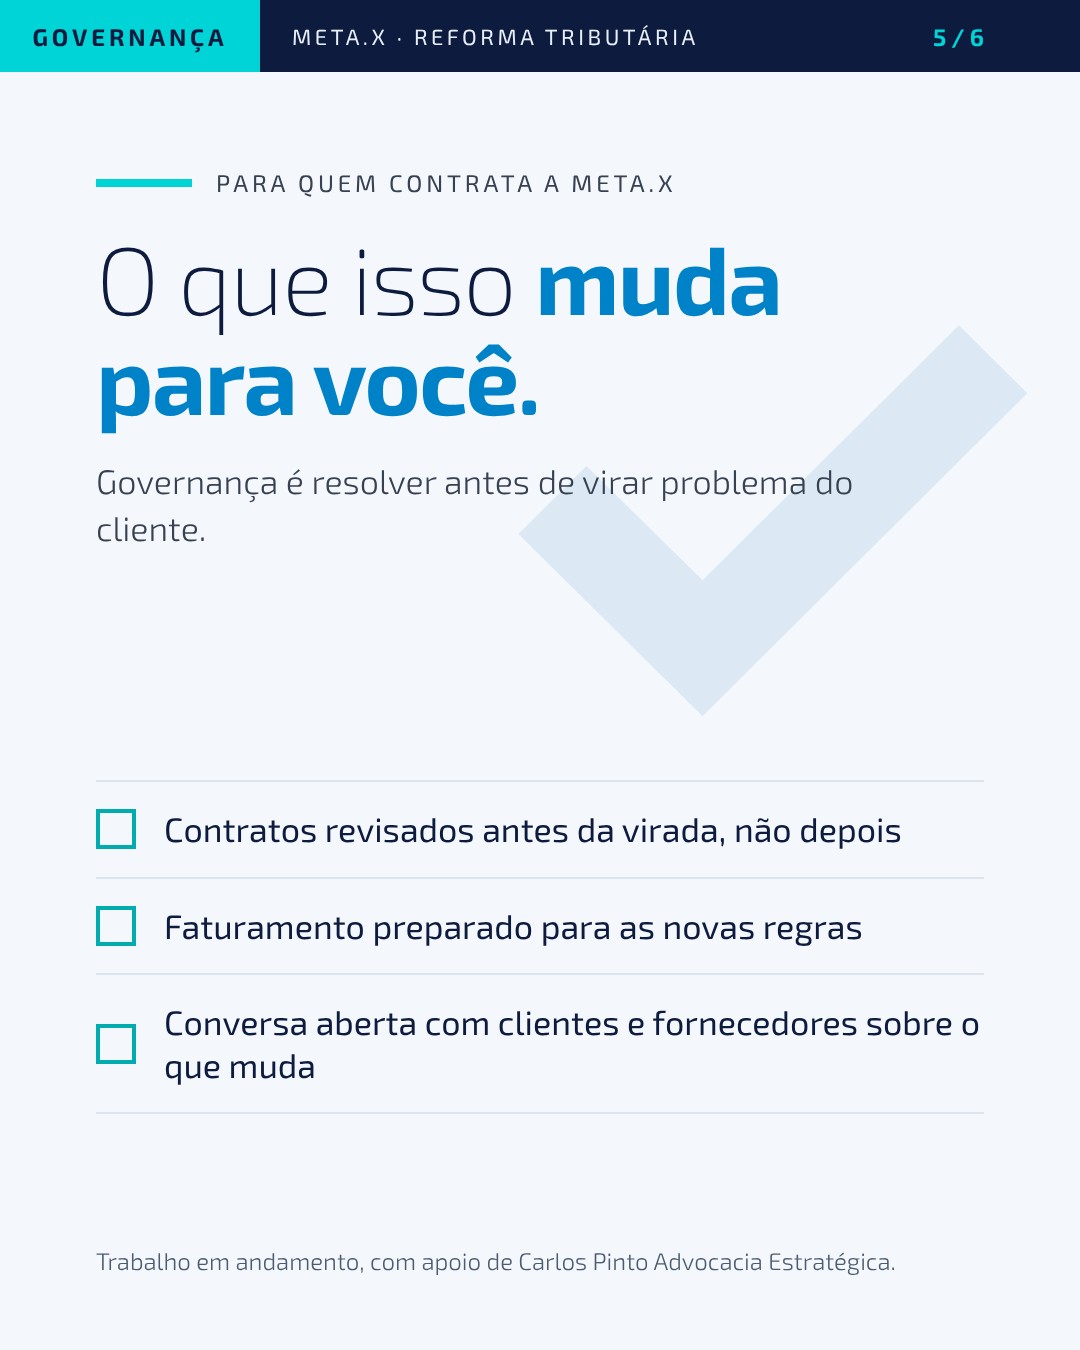 GOVERNANÇA
META.X · REFORMA TRIBUTÁRIA
5/6
PARA QUEM CONTRATA A META.X
O que isso muda
para você.
Governança é resolver antes de virar problema do
cliente.
Contratos revisados antes da virada, não depois
Faturamento preparado para as novas regras
Conversa aberta com clientes e fornecedores sobre o
que muda
Trabalho em andamento, com apoio de Carlos Pinto Advocacia Estratégica.